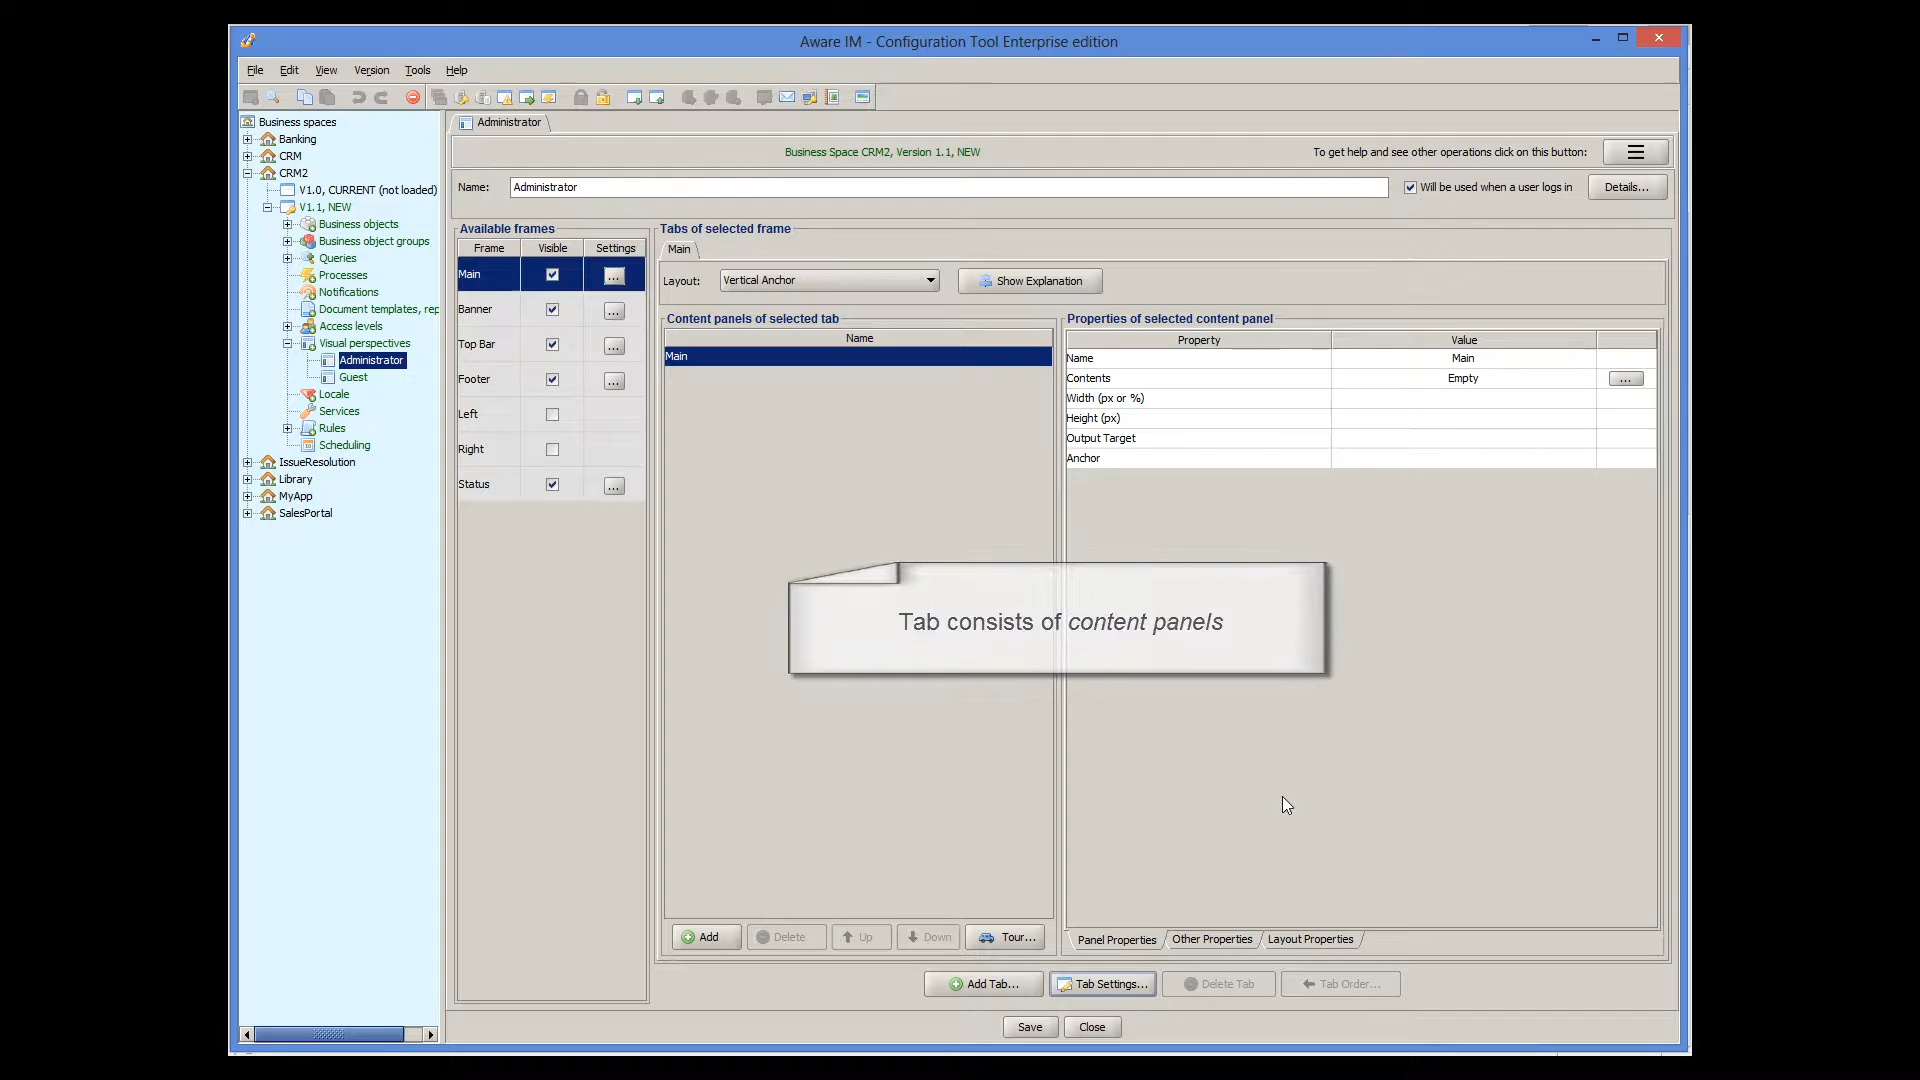 Aware IM - Configuration Tool Enterprise edition
File Edit View Version Tools Help
Business spaces
Banking
CRM
CRM2
V1.0, CURRENT (not loaded)
V1.1, NEW
Business objects
Business object groups
Queries
Processes
Notifications
Document templates, rep
Access levels
Visual perspectives
Administrator
Guest
Locale
Services
Rules
Scheduling
IssueResolution
Library
MyApp
SalesPortal
Administrator
Business Space CRM2, Version 1.1, NEW
To get help and see other operations click on this button:
Name: Administrator
Will be used when a user logs in
Details...
Available frames
Frame Visible Settings
Main ...
Banner ...
Top Bar ...
Footer ...
Left
Right
Status ...
Tabs of selected frame
Main
Layout: Vertical Anchor
Show Explanation
Content panels of selected tab
Name
Main
Properties of selected content panel
Property Value
Name Main
Contents Empty ...
Width (px or %)
Height (px)
Output Target
Anchor
Tab consists of content panels
Add Delete Up Down Tour...
Panel Properties Other Properties Layout Properties
Add Tab... Tab Settings... Delete Tab Tab Order...
Save Close